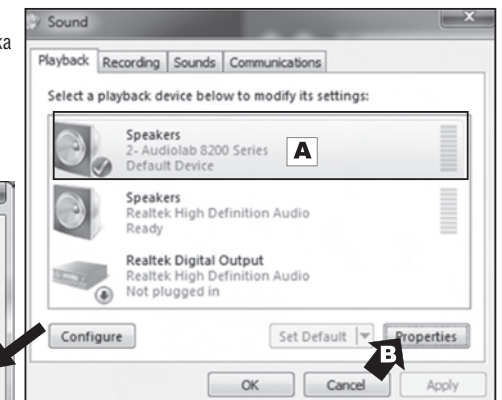 Sound
ka
Playback Recording Sounds Communications
Select a playback device below to modify its settings:
Speakers
2- Audiolab 8200 Series
Default Device
A
Speakers
Realtek High Definition Audio
Ready
Realtek Digital Output
Realtek High Definition Audio
Not plugged in
Configure Set Default Properties
B
OK Cancel Apply